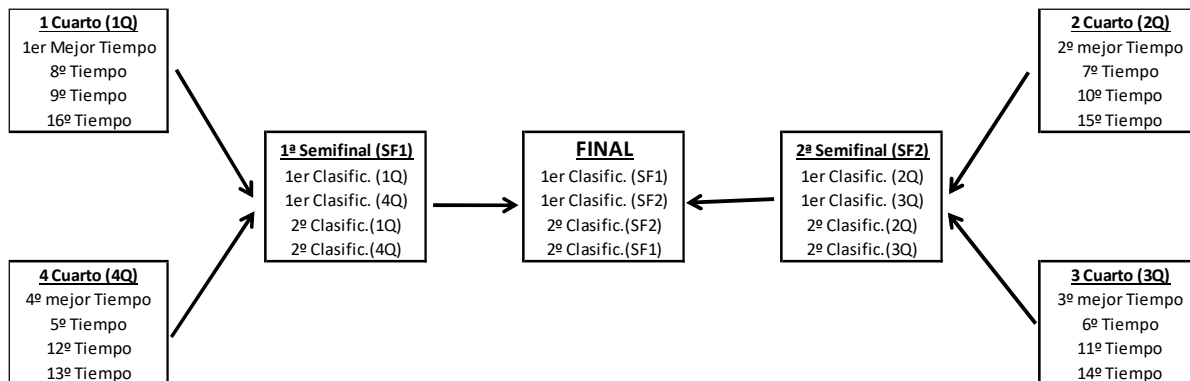 1 Cuarto (1Q)
1er Mejor Tiempo
8º Tiempo
9º Tiempo
16º Tiempo
4 Cuarto (4Q)
4º mejor Tiempo
5º Tiempo
12º Tiempo
13º Tiempo
1ª Semifinal (SF1)
1er Clasific. (1Q)
1er Clasific. (4Q)
2º Clasific.(1Q)
2º Clasific.(4Q)
FINAL
1er Clasific. (SF1)
1er Clasific. (SF2)
2º Clasific.(SF2)
2º Clasific.(SF1)
2ª Semifinal (SF2)
1er Clasific. (2Q)
1er Clasific. (3Q)
2º Clasific.(2Q)
2º Clasific.(3Q)
2 Cuarto (2Q)
2º mejor Tiempo
7º Tiempo
10º Tiempo
15º Tiempo
3 Cuarto (3Q)
3º mejor Tiempo
6º Tiempo
11º Tiempo
14º Tiempo